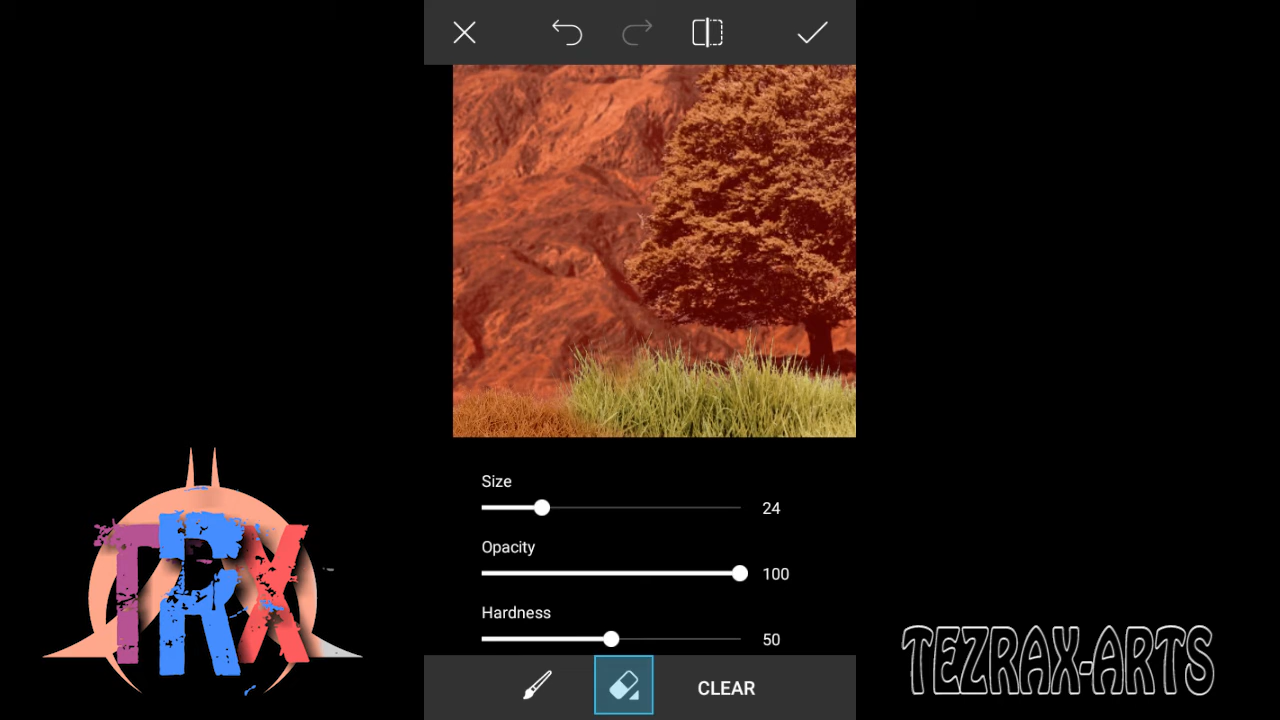 Size
24
Opacity
100
Hardness
50
CLEAR
TRX
TEZRAX-ARTS